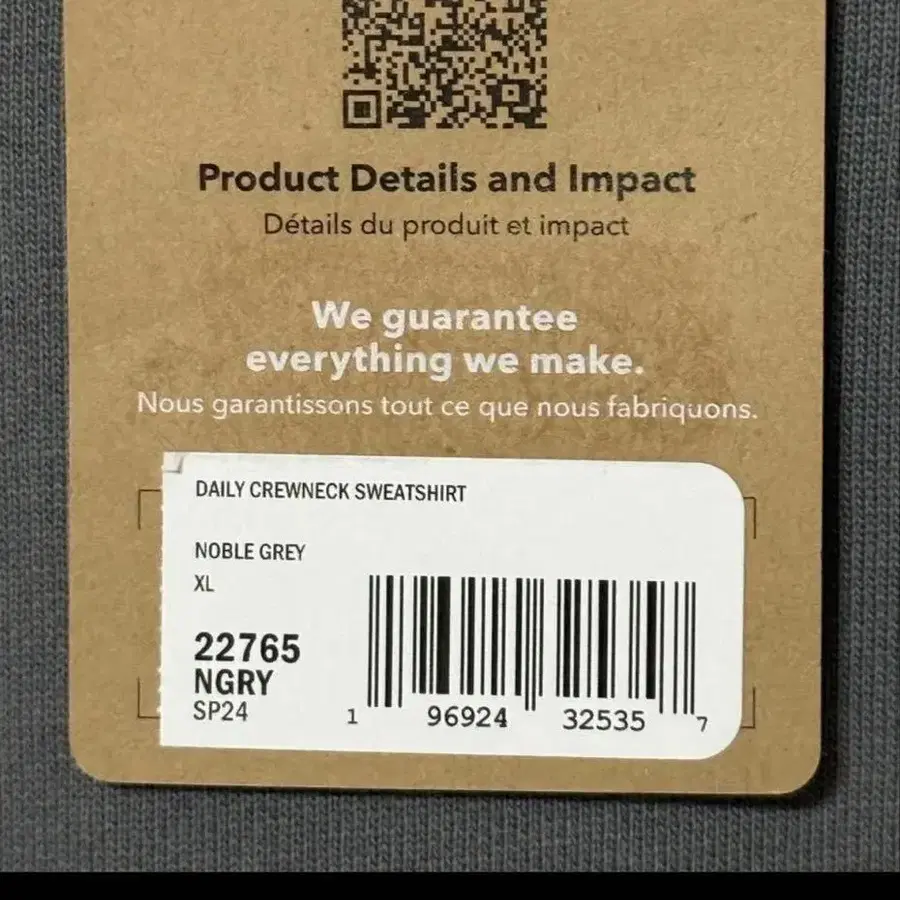 Product Details and Impact
Détails du produit et impact
We guarantee
everything we make.
Nous garantissons tout ce que nous fabriquons.
DAILY CREWNECK SWEATSHIRT
NOBLE GREY
XL
22765
NGRY
SP24
1 96924 32535 7